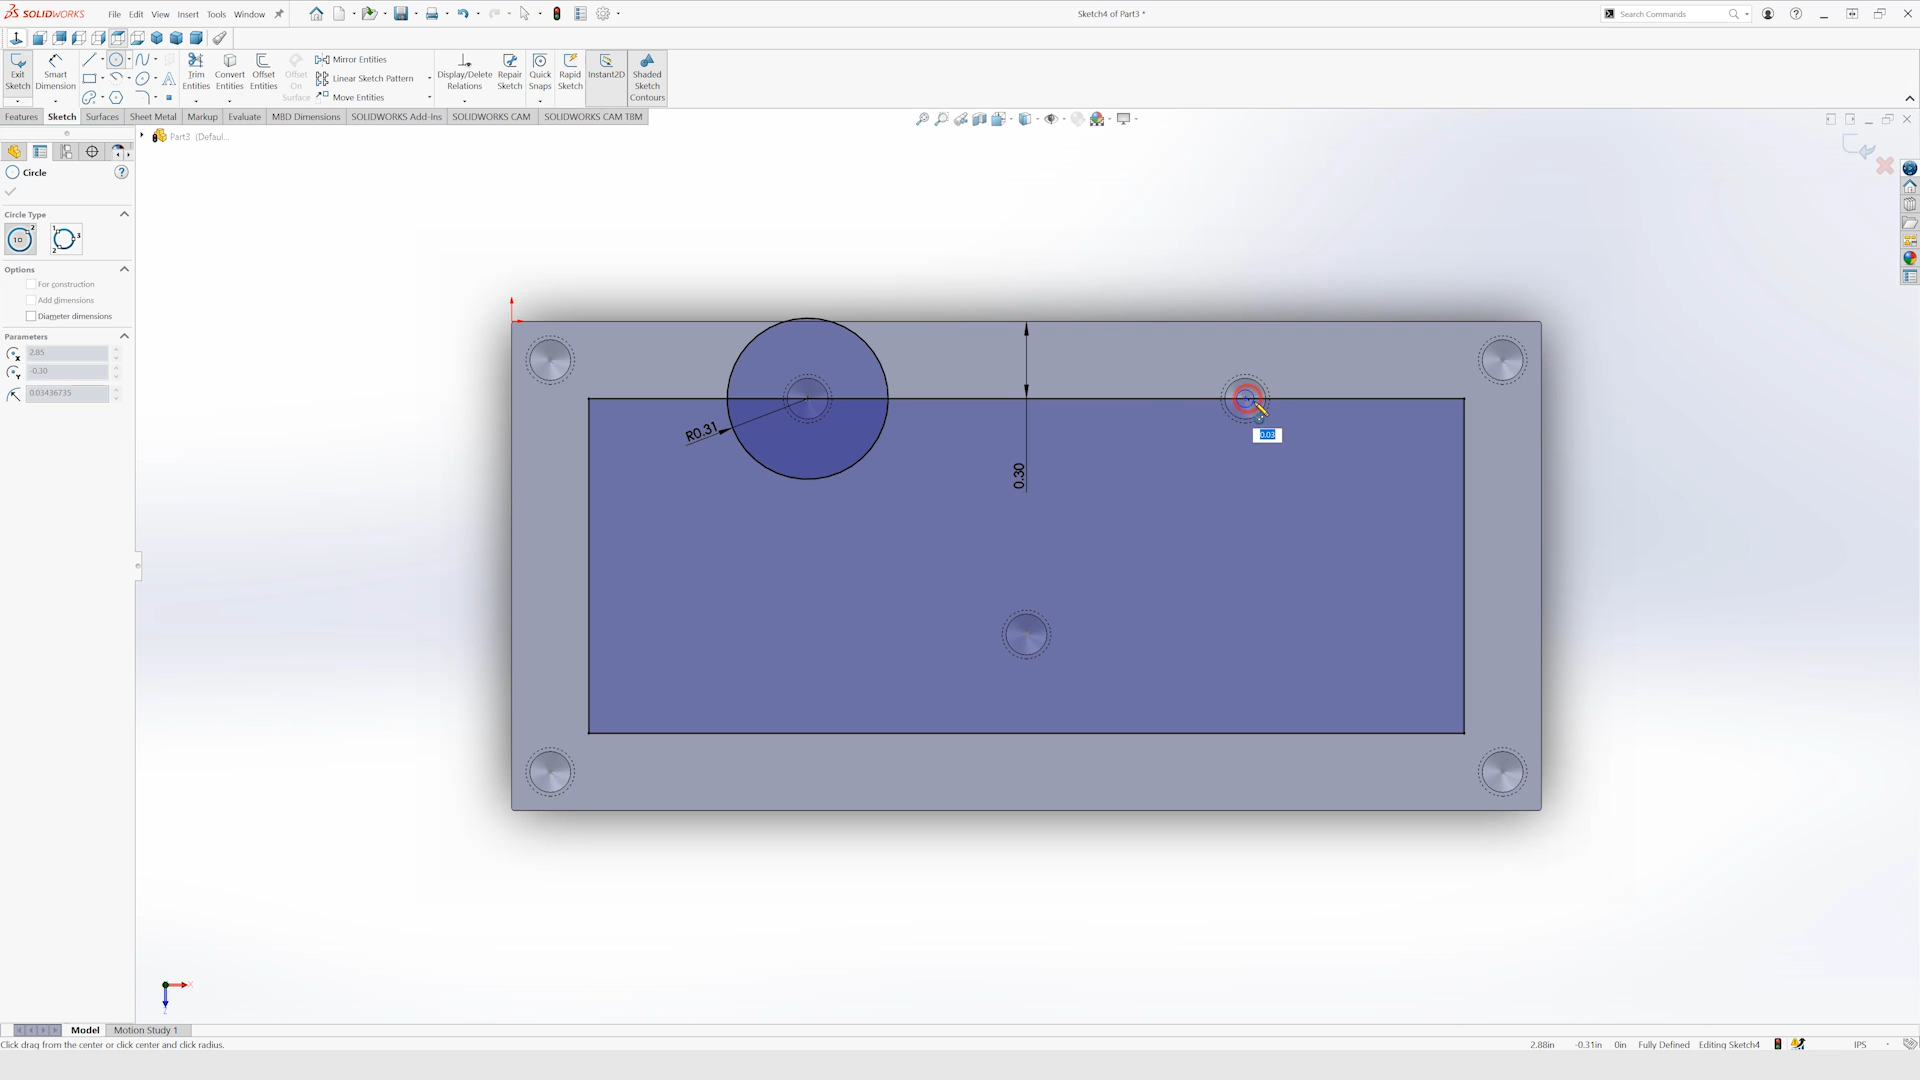 SOLIDWORKS File Edit View Insert Tools Window
Sketch4 of Part3 *
Search Commands
Exit Sketch
Smart Dimension
Trim Entities
Convert Entities
Offset Entities
Offset On Surface
Mirror Entities
Linear Sketch Pattern
Move Entities
Display/Delete Relations
Repair Sketch
Quick Snaps
Rapid Sketch
Instant2D
Shaded Sketch Contours
Features Sketch Surfaces Sheet Metal Markup Evaluate MBD Dimensions SOLIDWORKS Add-Ins SOLIDWORKS CAM SOLIDWORKS CAM TBM
Part3 (Defaul...
Circle
Circle Type
Options
For construction
Add dimensions
Diameter dimensions
Parameters
2.85
-0.30
0.03436735
R0.31
0.30
0.03
Model Motion Study 1
Click drag from the center or click center and click radius.
2.88in -0.31in 0in Fully Defined Editing Sketch4 IPS